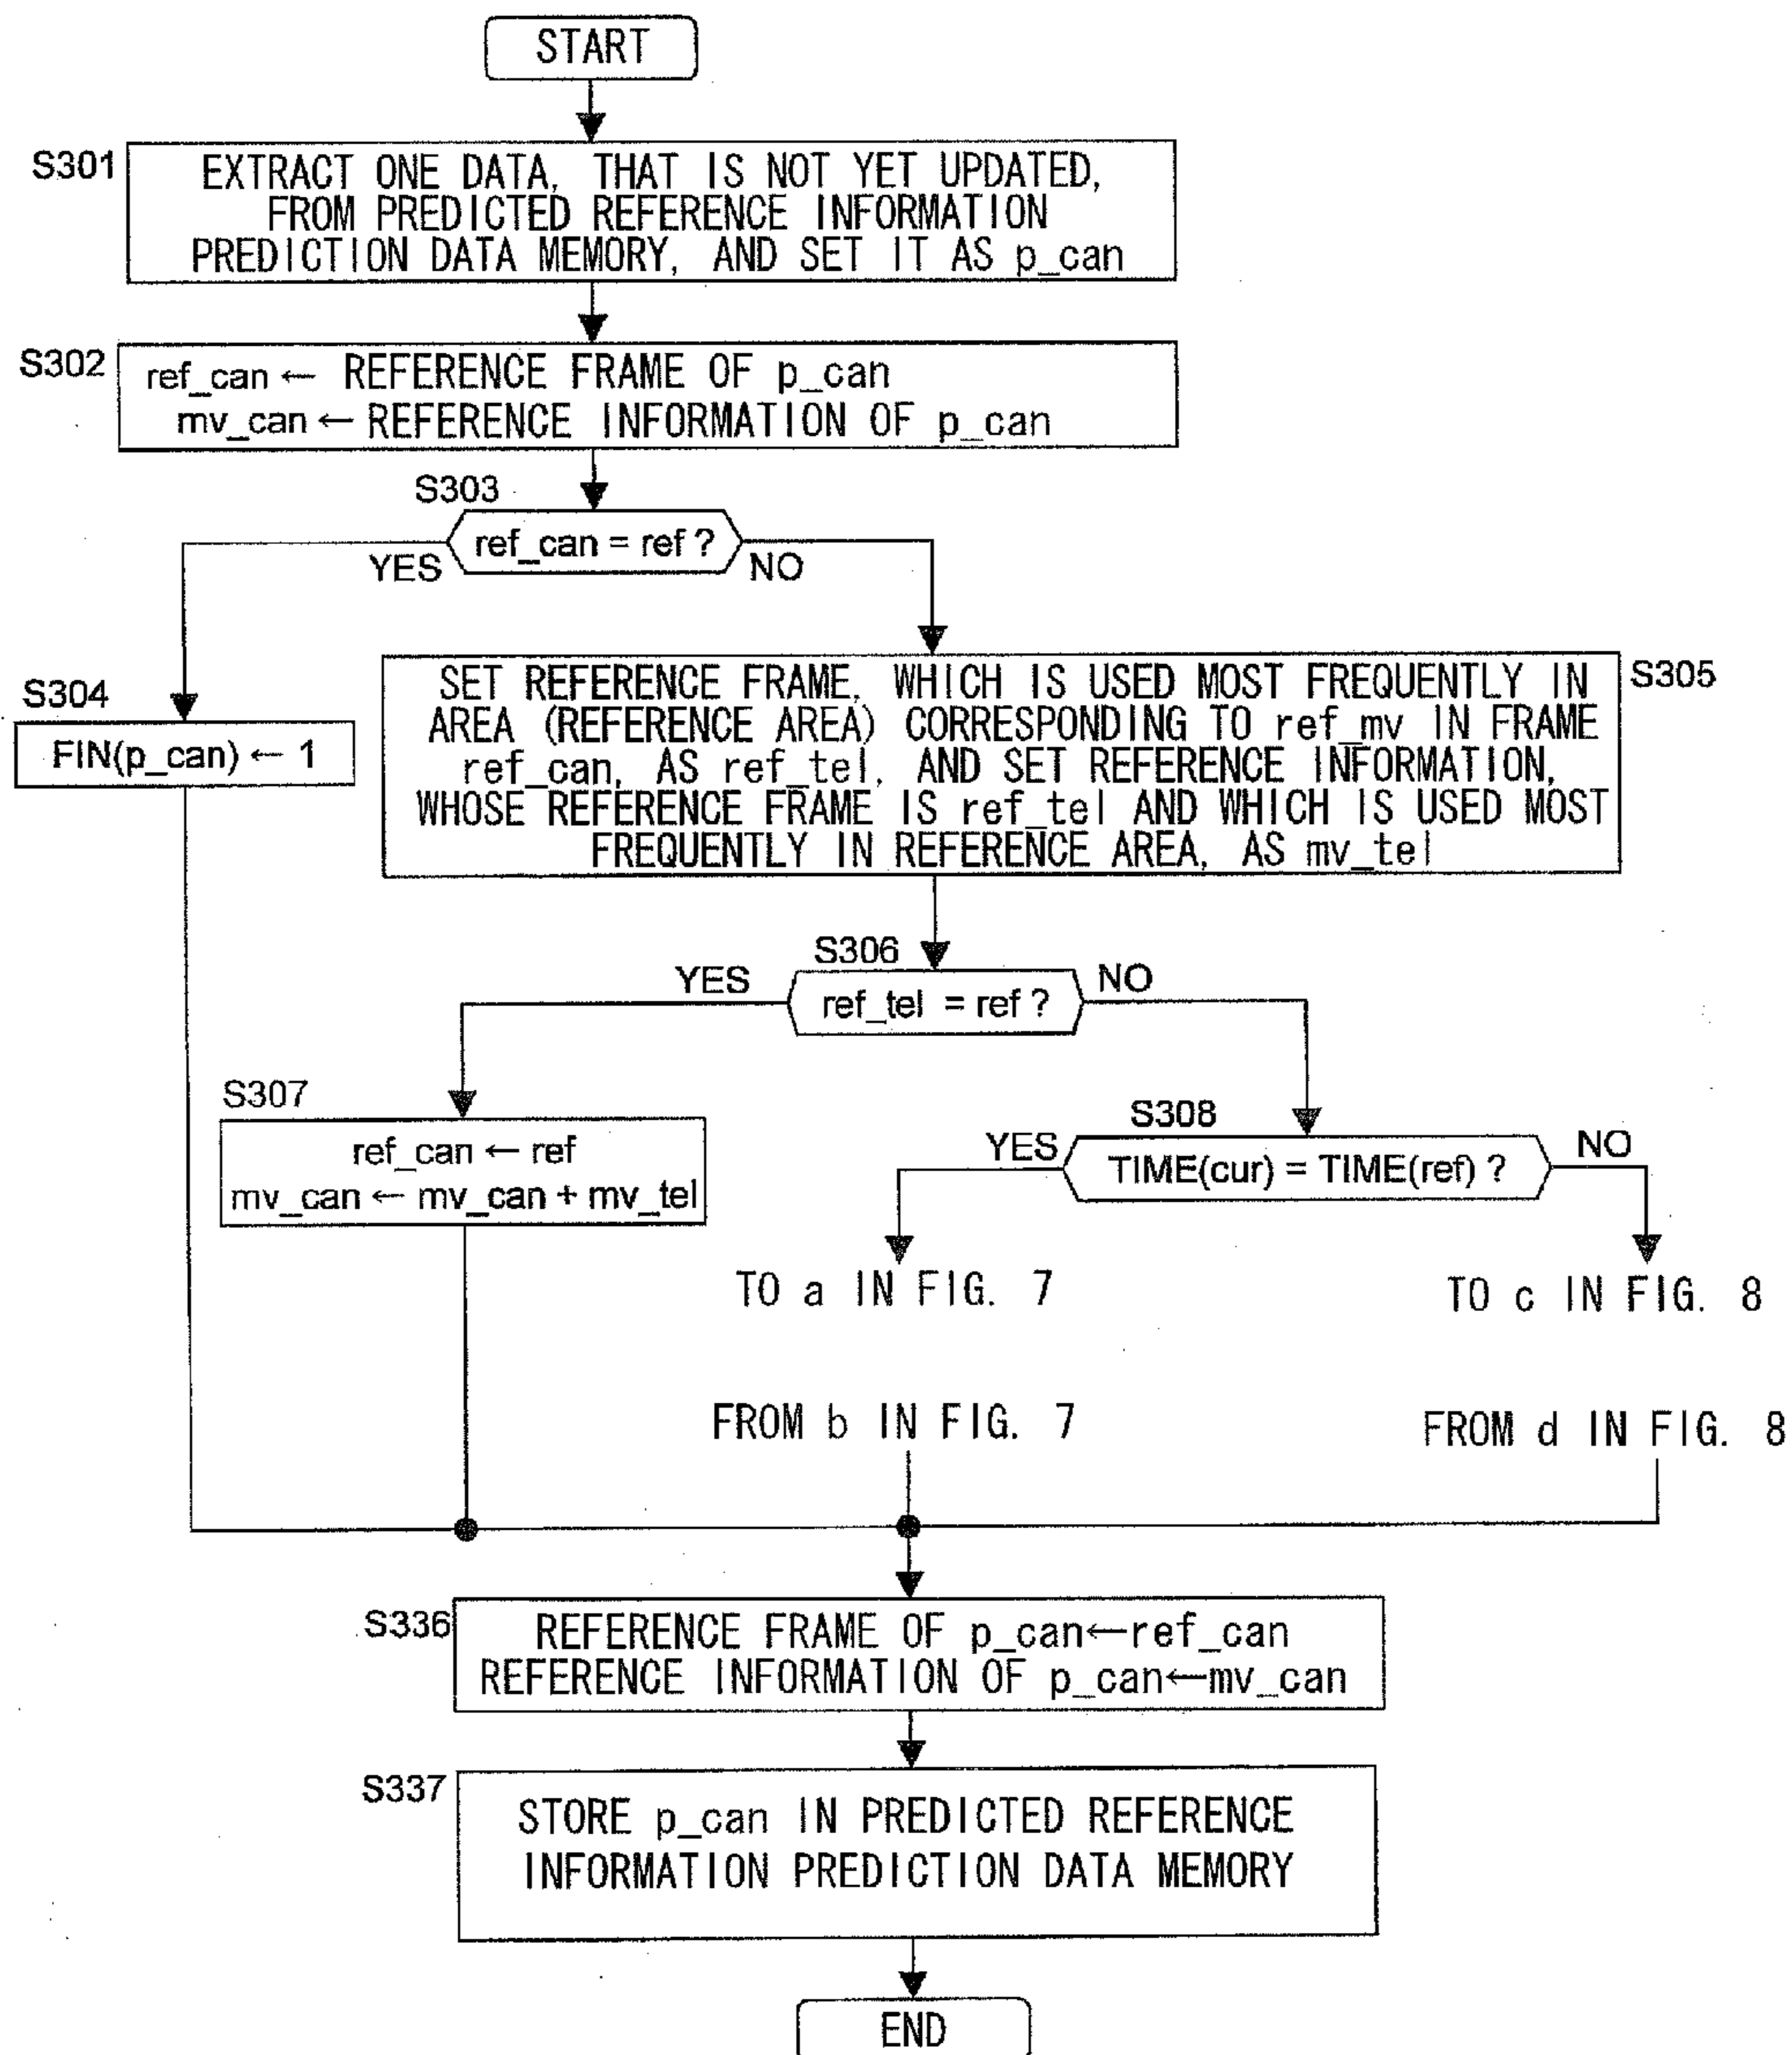 START
S301
EXTRACT ONE DATA, THAT IS NOT YET UPDATED,
FROM PREDICTED REFERENCE INFORMATION
PREDICTION DATA MEMORY, AND SET IT AS p_can
S302
ref_can ← REFERENCE FRAME OF p_can
mv_can ← REFERENCE INFORMATION OF p_can
S303
ref_can = ref ?
YES
NO
S304
FIN(p_can) ← 1
S305
SET REFERENCE FRAME, WHICH IS USED MOST FREQUENTLY IN
AREA (REFERENCE AREA) CORRESPONDING TO ref_mv IN FRAME
ref_can, AS ref_tel, AND SET REFERENCE INFORMATION,
WHOSE REFERENCE FRAME IS ref_tel AND WHICH IS USED MOST
FREQUENTLY IN REFERENCE AREA, AS mv_tel
S306
YES
NO
ref_tel = ref ?
S307
ref_can ← ref
mv_can ← mv_can + mv_tel
S308
YES
NO
TIME(cur) = TIME(ref) ?
TO a IN FIG. 7
TO c IN FIG. 8
FROM b IN FIG. 7
FROM d IN FIG. 8
S336
REFERENCE FRAME OF p_can←ref_can
REFERENCE INFORMATION OF p_can←mv_can
S337
STORE p_can IN PREDICTED REFERENCE
INFORMATION PREDICTION DATA MEMORY
END